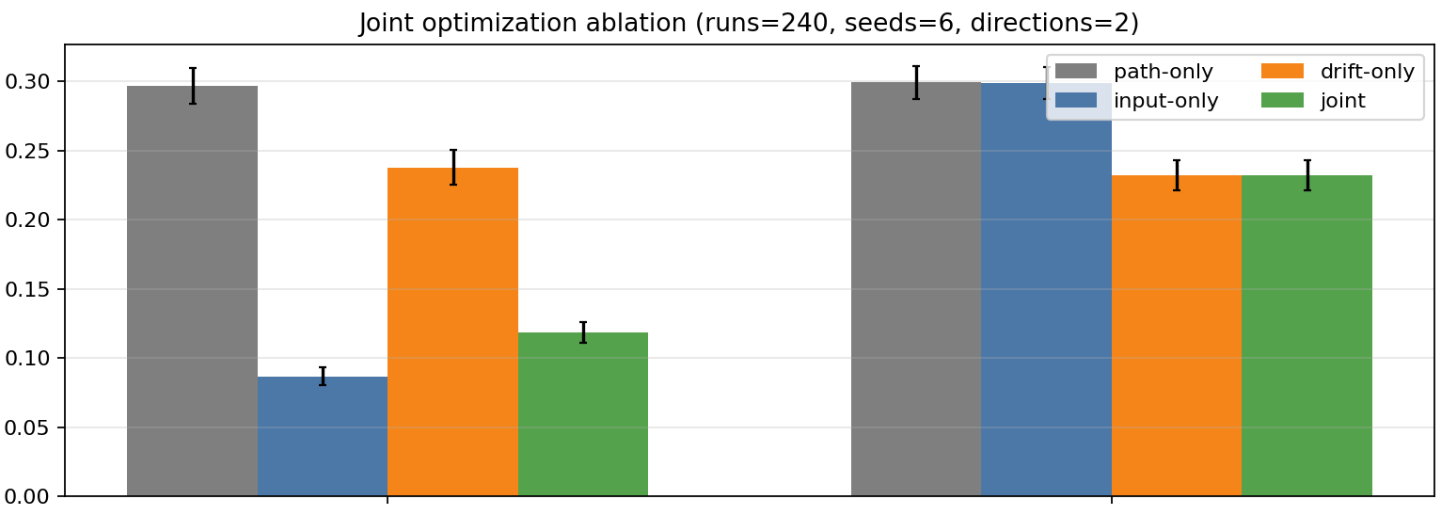 Joint optimization ablation (runs=240, seeds=6, directions=2)
0.30
0.25
0.20
0.15
0.10
0.05
0.00
path-only
input-only
drift-only
joint